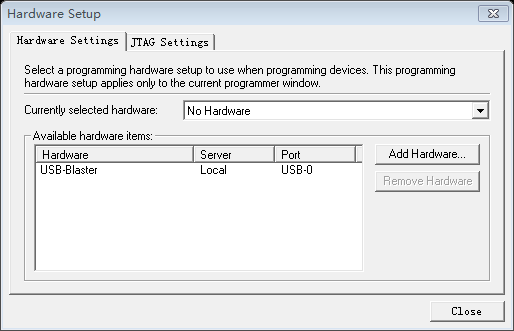 Hardware Setup
Hardware Settings JTAG Settings
Select a programming hardware setup to use when programming devices. This programming
hardware setup applies only to the current programmer window.
Currently selected hardware: No Hardware
Available hardware items:
Hardware Server Port
USB-Blaster Local USB-0
Add Hardware...
Remove Hardware
Close